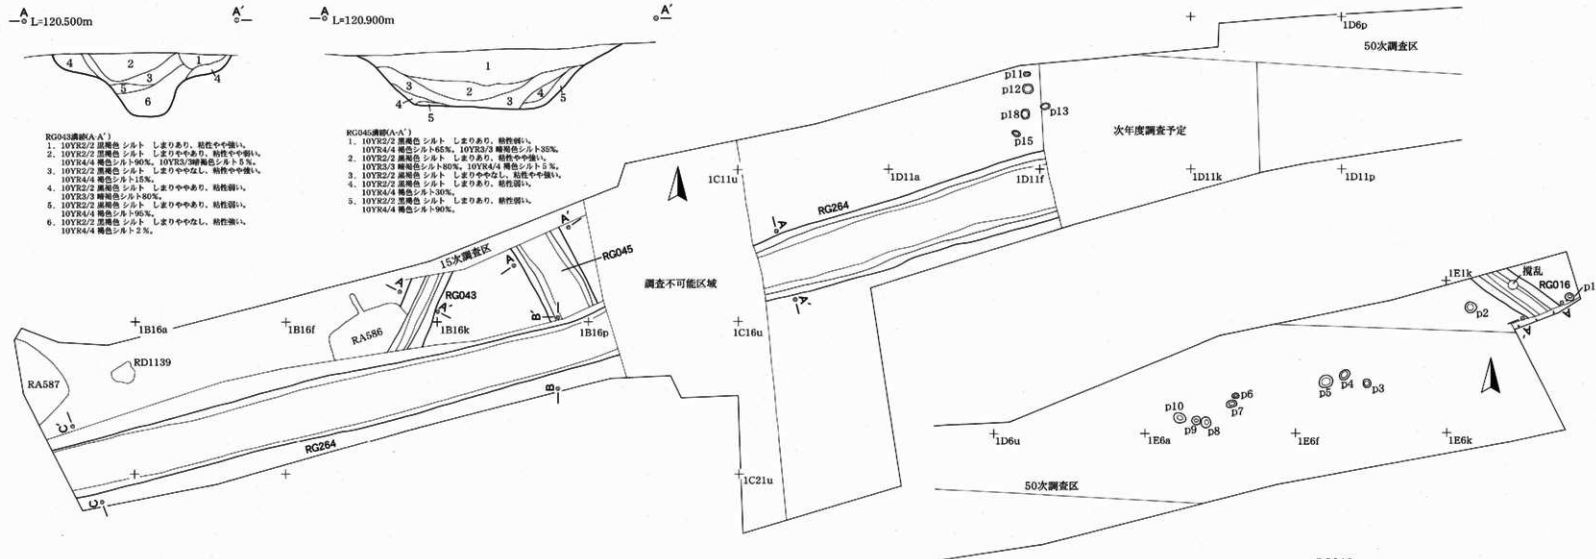 A L=120.500m A′
4 2 1
3 4
5
6
RG043溝跡(A-A′)
1．10YR2/2 黒褐色 シルト しまりあり、粘性やや強い。
2．10YR2/2 黒褐色 シルト しまりややあり、粘性やや弱い。
10YR4/4 褐色シルト90%。10YR3/3暗褐色シルト5%。
3．10YR2/2 黒褐色 シルト しまりややなし、粘性やや強い。
10YR4/4 褐色シルト15%。
4．10YR2/2 黒褐色 シルト しまりややあり、粘性弱い。
10YR3/3 暗褐色シルト80%。
5．10YR2/2 黒褐色 シルト しまりややあり、粘性弱い。
10YR4/4 褐色シルト95%。
6．10YR2/2 黒褐色 シルト しまりややなし、粘性強い。
10YR4/4 褐色シルト2%。
A L=120.900m A′
1
3 2 3 4 5
4 5
RG045溝跡(A-A′)
1．10YR2/2 黒褐色 シルト しまりあり、粘性やや強い。
10YR4/4 褐色シルト65%。10YR3/3 暗褐色シルト35%。
2．10YR2/2 黒褐色 シルト しまりあり、粘性やや強い。
10YR3/3 暗褐色シルト80%。10YR4/4 褐色シルト5%。
3．10YR2/2 黒褐色 シルト しまりややなし、粘性やや強い。
4．10YR2/2 黒褐色 シルト しまりあり、粘性弱い。
10YR4/4 褐色シルト30%。
5．10YR2/2 黒褐色 シルト しまりあり、粘性弱い。
10YR4/4 褐色シルト90%。
1D6p
50次調査区
p11
p12
p18
p13
p15
次年度調査予定
1C11u
1D11a
1D11f
1D11k
1D11p
RG264
A
A′
15次調査区
A
A′
RG043
A
A′
RG045
調査不可能区域
1B16a
1B16f
1B16k
1B16p
1C16u
RA586
RA587
RD1139
B′
B
C′
C
RG264
1C21u
1E1k
攪乱
RG016
p1
p2
A
A′
p5
p4
p3
p6
p7
p10
p9
p8
1D6u
1E6a
1E6f
1E6k
50次調査区